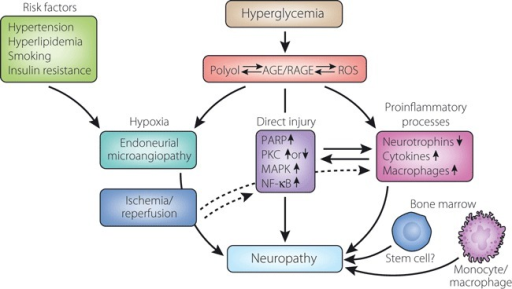 Risk factors
Hypertension
Hyperlipidemia
Smoking
Insulin resistance
Hyperglycemia
Polyol AGE/RAGE ROS
Hypoxia
Endoneurial
microangiopathy
Ischemia/
reperfusion
Direct injury
PARP
PKC or
MAPK
NF-κB
Proinflammatory
processes
Neurotrophins
Cytokines
Macrophages
Neuropathy
Bone marrow
Stem cell?
Monocyte/
macrophage